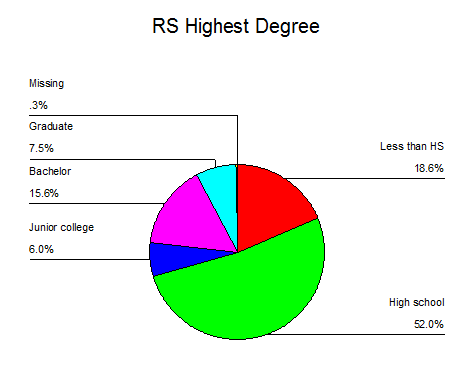 RS Highest Degree
Missing
.3%
Graduate
7.5%
Bachelor
15.6%
Junior college
6.0%
Less than HS
18.6%
High school
52.0%